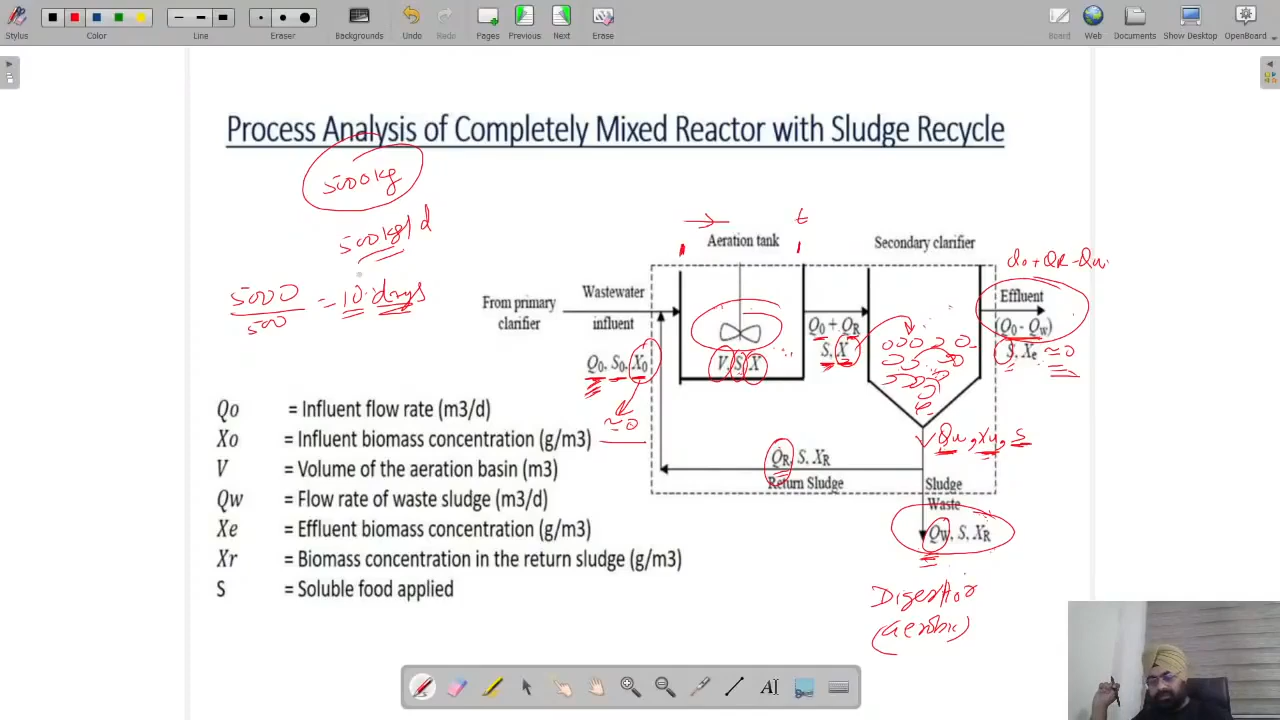 Stylus
Color
Line
Eraser
Backgrounds
Undo
Redo
Pages
Previous
Next
Erase
Board
Web
Documents
Show Desktop
OpenBoard
Process Analysis of Completely Mixed Reactor with Sludge Recycle
5000kg
500kg/d
5000
500
= 10 days
t
Aeration tank
Secondary clarifier
Q0 + QR - Qw
From primary clarifier
Wastewater
influent
Effluent
Q0 + QR
(Q0 - Qw)
S, X
S, Xe ≈ 0
Q0, S0, X0
V, S, X
≈ 0
Qu, Xu, S
QR, S, XR
Return Sludge
Sludge
Waste
QW, S, XR
Digestior
(aerobic)
Qo = Influent flow rate (m3/d)
Xo = Influent biomass concentration (g/m3)
V = Volume of the aeration basin (m3)
Qw = Flow rate of waste sludge (m3/d)
Xe = Effluent biomass concentration (g/m3)
Xr = Biomass concentration in the return sludge (g/m3)
S = Soluble food applied